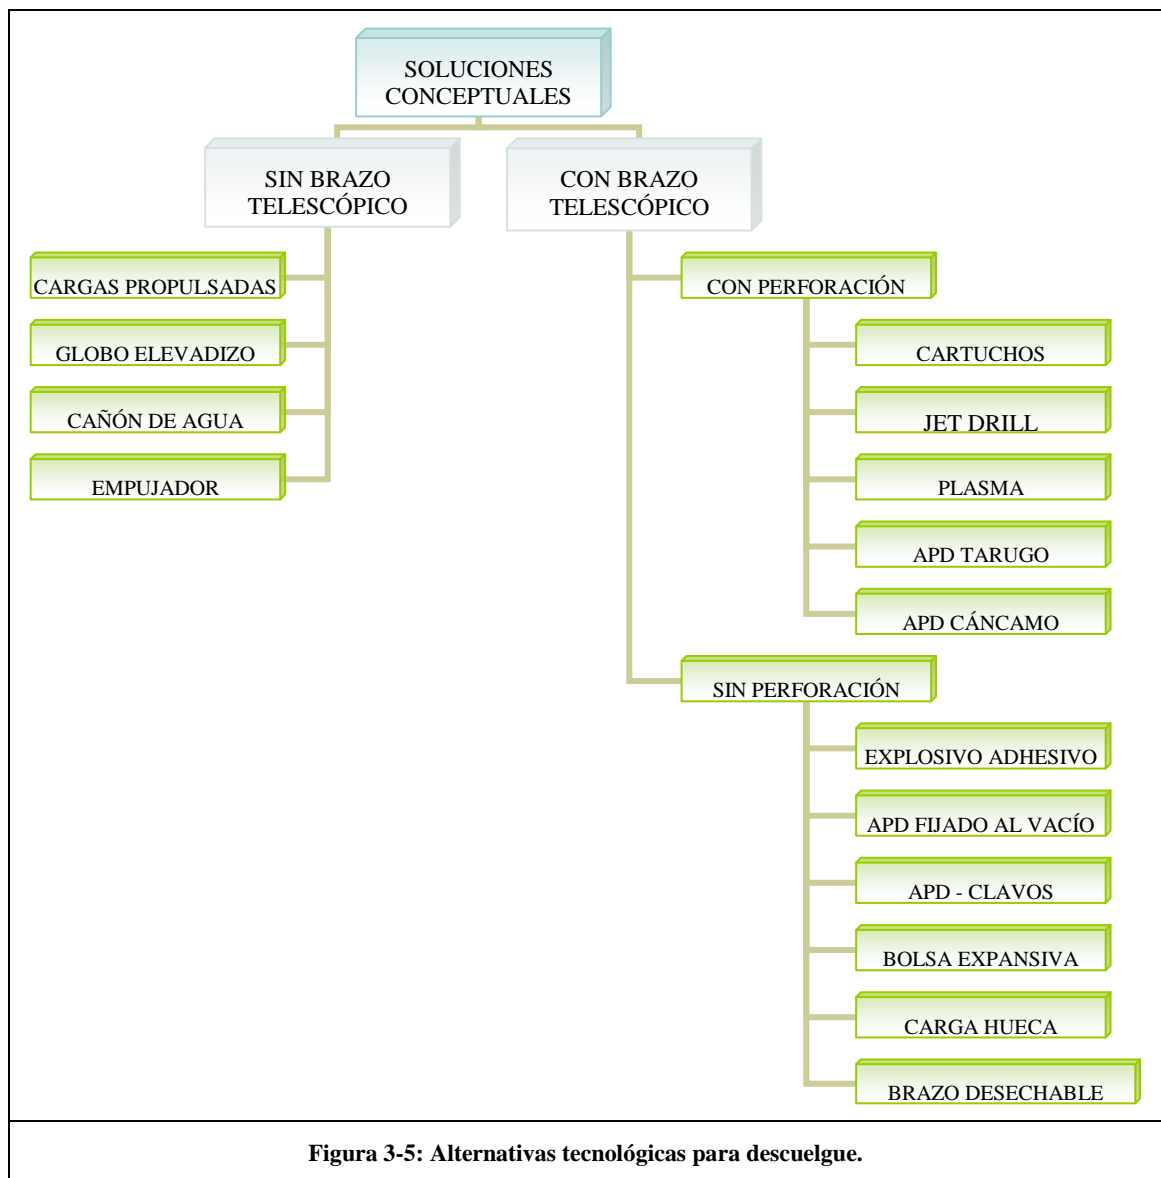 SOLUCIONES
CONCEPTUALES
SIN BRAZO
TELESCÓPICO
CON BRAZO
TELESCÓPICO
CARGAS PROPULSADAS
GLOBO ELEVADIZO
CAÑÓN DE AGUA
EMPUJADOR
CON PERFORACIÓN
CARTUCHOS
JET DRILL
PLASMA
APD TARUGO
APD CÁNCAMO
SIN PERFORACIÓN
EXPLOSIVO ADHESIVO
APD FIJADO AL VACÍO
APD - CLAVOS
BOLSA EXPANSIVA
CARGA HUECA
BRAZO DESECHABLE
Figura 3-5: Alternativas tecnológicas para descuelgue.